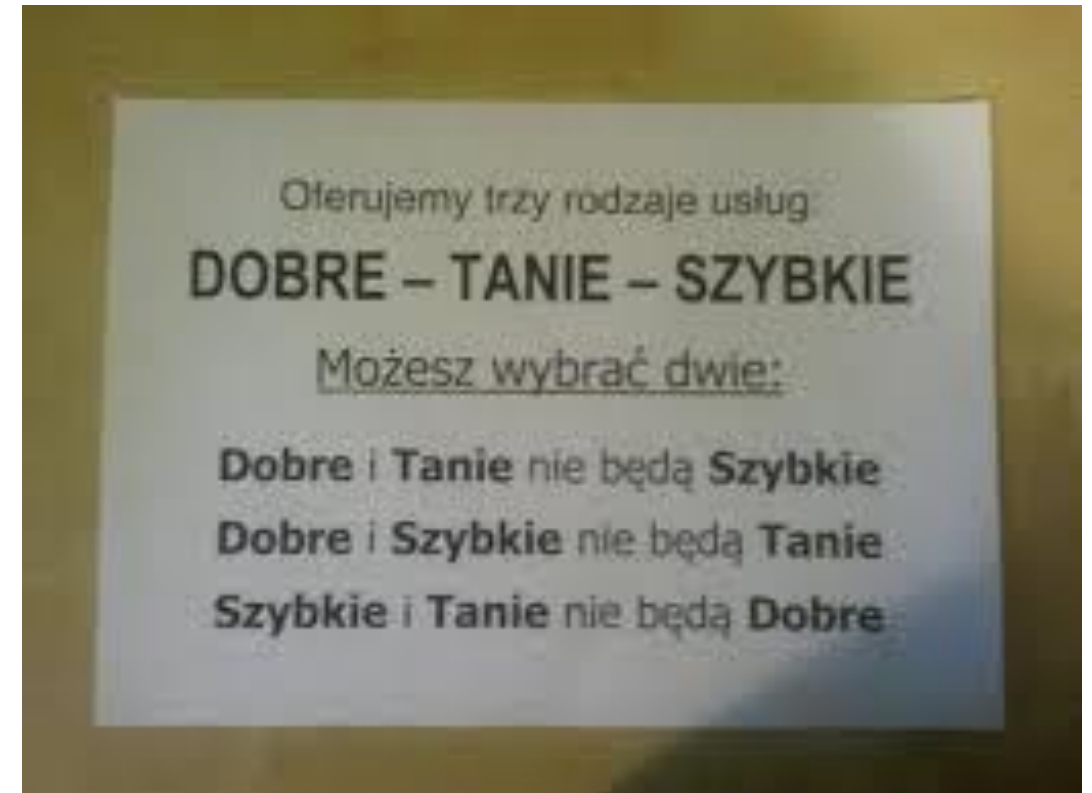 Oferujemy trzy rodzaje usług:
DOBRE – TANIE – SZYBKIE
Możesz wybrać dwie:
Dobre i Tanie nie będą Szybkie
Dobre i Szybkie nie będą Tanie
Szybkie i Tanie nie będą Dobre